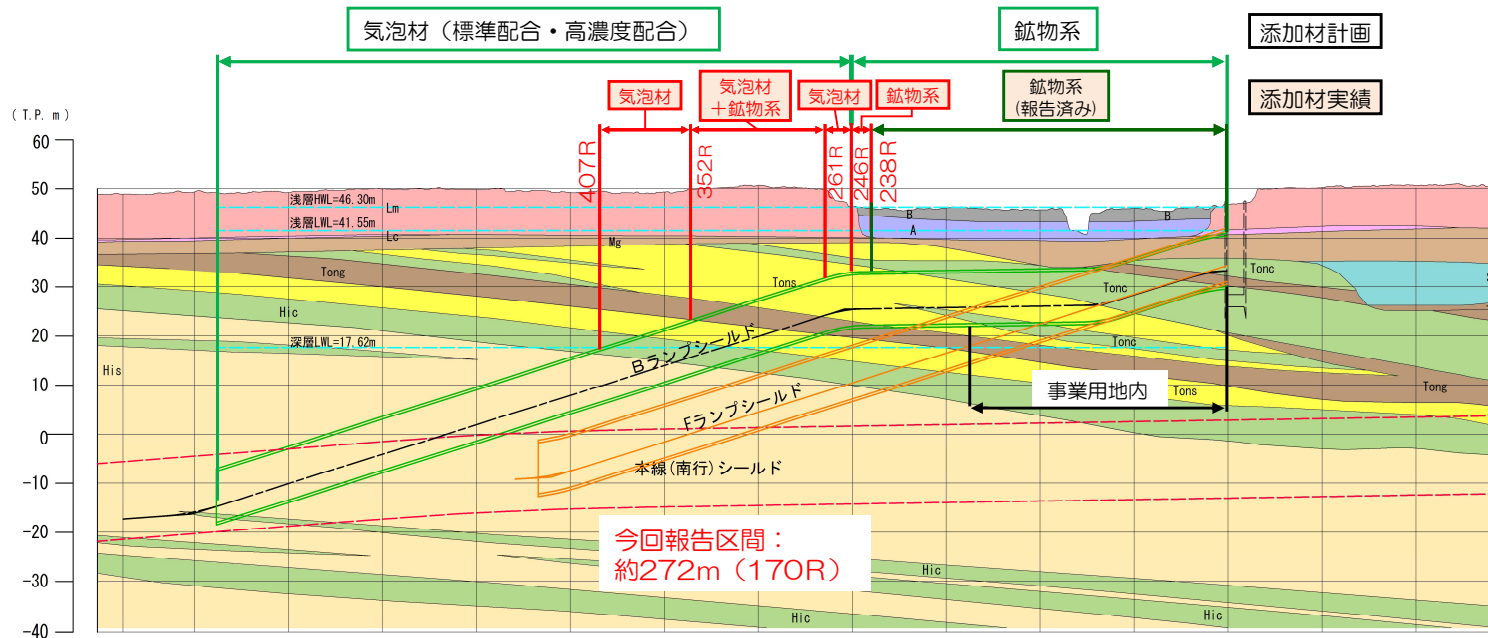 気泡材（標準配合・高濃度配合）
鉱物系
添加材計画
気泡材
気泡材
＋鉱物系
気泡材
鉱物系
鉱物系
(報告済み)
添加材実績
( T.P. m )
60
50
40
30
20
10
0
-10
-20
-30
-40
407R
352R
261R
246R
238R
浅層HWL=46.30m
Lm
浅層LWL=41.55m
Lc
Mg
B
B
A
Tong
Tons
Tonc
Hic
深層LWL=17.62m
Tonc
His
Bランプシールド
Fランプシールド
本線(南行)シールド
事業用地内
Tons
Tong
今回報告区間：
約272m（170R）
Hic
Hic
Hic